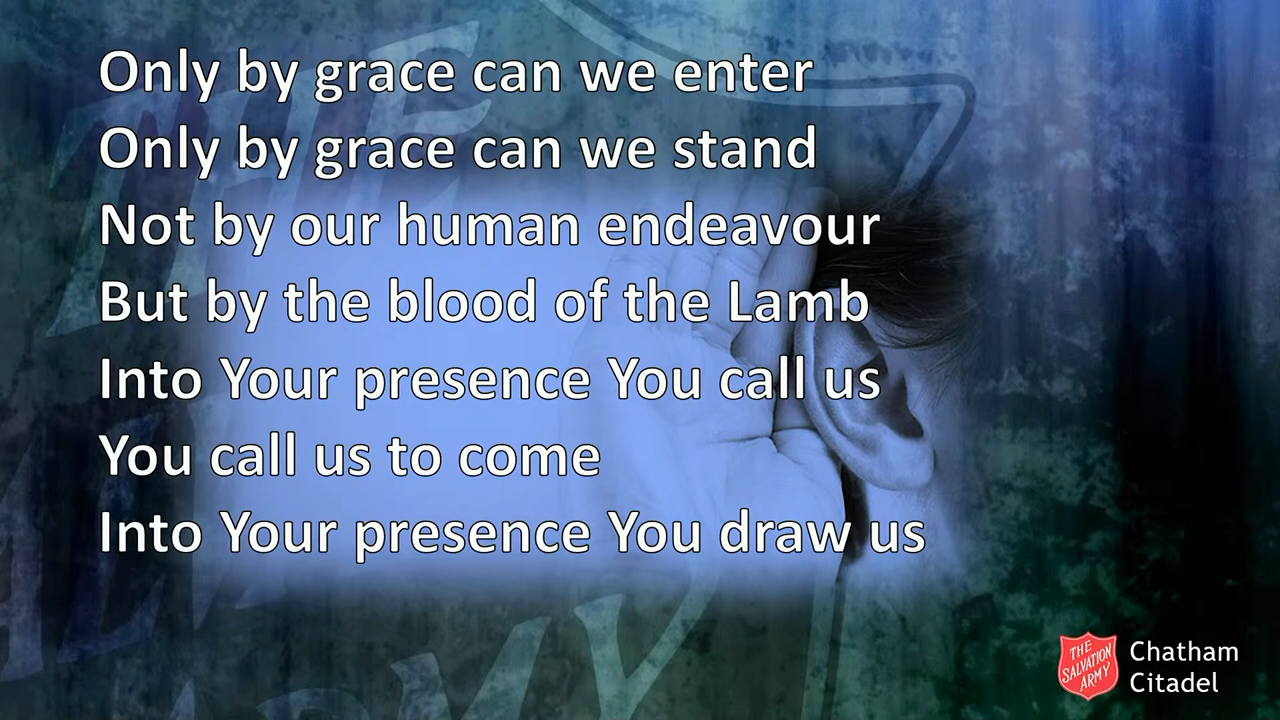 Only by grace can we enter
Only by grace can we stand
Not by our human endeavour
But by the blood of the Lamb
Into Your presence You call us
You call us to come
Into Your presence You draw us
THE
SALVATION
ARMY
Chatham
Citadel